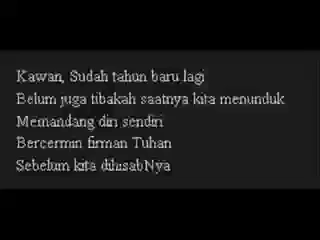 Kawan, Sudah tahun baru lagi
Belum juga tibakah saatnya kita menunduk
Memandang diri sendiri
Bercermin firman Tuhan
Sebelum kita dihisabNya